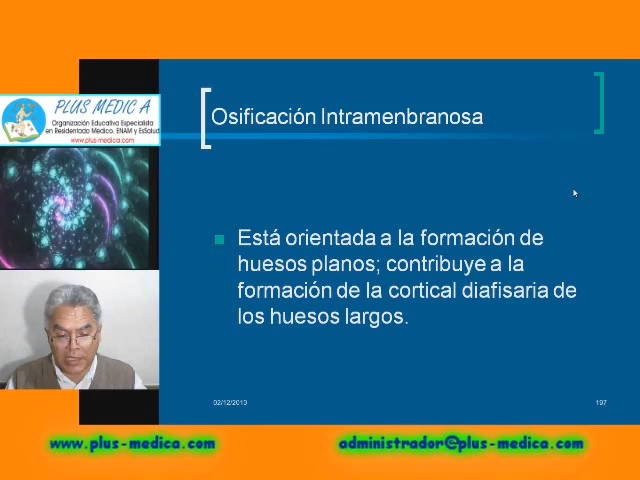 PLUS MEDIC A
Organización Educativa Especialista
en Residentado Medico, ENAM y EsSalud
www.plus-medica.com
Osificación Intramenbranosa
Está orientada a la formación de
huesos planos; contribuye a la
formación de la cortical diafisaria de
los huesos largos.
02/12/2013
197
www.plus-medica.com
administrador@plus-medica.com